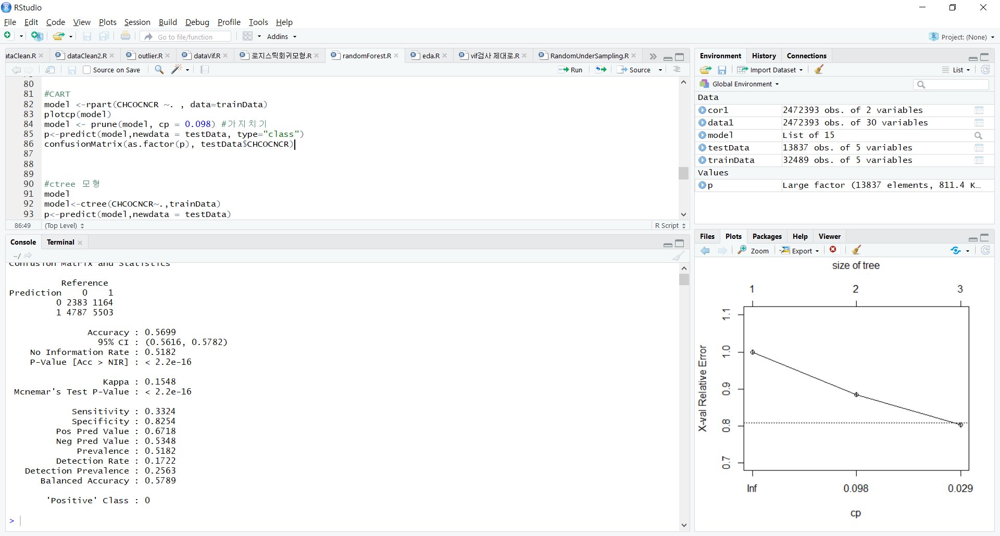 RStudio
File Edit Code View Plots Session Build Debug Profile Tools Help
Go to file/function Addins Project: (None)
ataClean.R dataClean2.R outlier.R dataVif.R 로지스틱회귀모형.R randomForest.R eda.R vif검사 제대로.R RandomUnderSampling.R
Source on Save Run Source
80
81 #CART
82 model <-rpart(CHCOCNCR ~. , data=trainData)
83 plotcp(model)
84 model <- prune(model, cp = 0.098) #가지치기
85 p<-predict(model,newdata = testData, type="class")
86 confusionMatrix(as.factor(p), testData$CHCOCNCR)
87
88
89
90 #ctree 모형
91 model
92 model<-ctree(CHCOCNCR~.,trainData)
93 p<-predict(model,newdata = testData)
86:49 (Top Level) R Script
Console Terminal
~/
Confusion Matrix and Statistics
Reference
Prediction 0 1
0 2383 1164
1 4787 5503
Accuracy : 0.5699
95% CI : (0.5616, 0.5782)
No Information Rate : 0.5182
P-Value [Acc > NIR] : < 2.2e-16
Kappa : 0.1548
Mcnemar's Test P-Value : < 2.2e-16
Sensitivity : 0.3324
Specificity : 0.8254
Pos Pred Value : 0.6718
Neg Pred Value : 0.5348
Prevalence : 0.5182
Detection Rate : 0.1722
Detection Prevalence : 0.2563
Balanced Accuracy : 0.5789
'Positive' Class : 0
>
Environment History Connections
Import Dataset List
Global Environment
Data
cor1 2472393 obs. of 2 variables
data1 2472393 obs. of 30 variables
model List of 15
testData 13837 obs. of 5 variables
trainData 32489 obs. of 5 variables
Values
p Large factor (13837 elements, 811.4 K…
Files Plots Packages Help Viewer
Zoom Export
size of tree
1 2 3
X-val Relative Error
1.1
1.0
0.9
0.8
0.7
Inf 0.098 0.029
cp